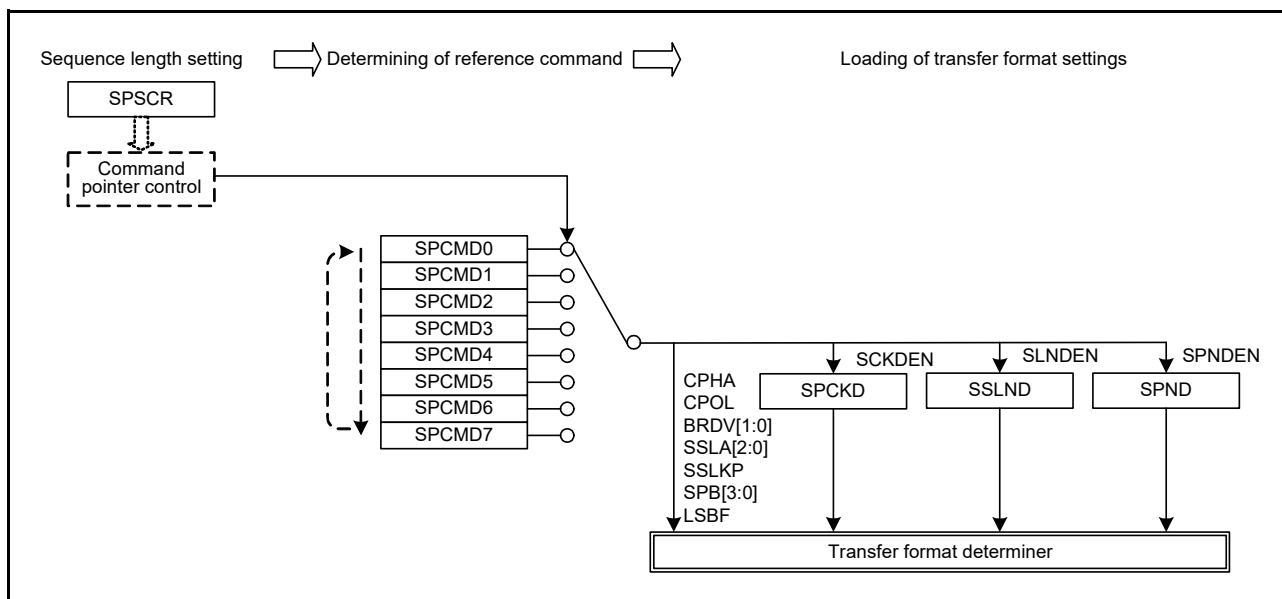 Sequence length setting
Determining of reference command
Loading of transfer format settings
SPSCR
Command
pointer control
SPCMD0
SPCMD1
SPCMD2
SPCMD3
SPCMD4
SPCMD5
SPCMD6
SPCMD7
CPHA
CPOL
BRDV[1:0]
SSLA[2:0]
SSLKP
SPB[3:0]
LSBF
SCKDEN
SPCKD
SLNDEN
SSLND
SPNDEN
SPND
Transfer format determiner